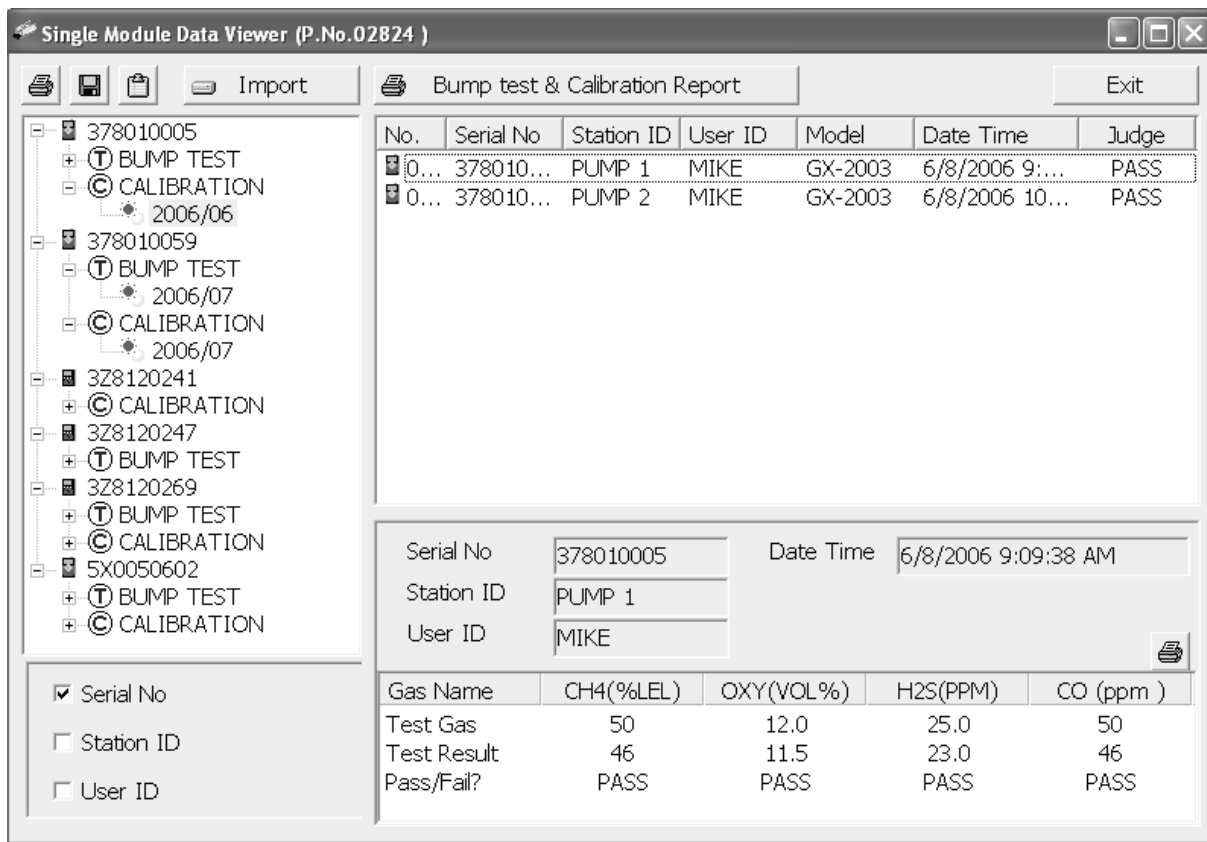 Single Module Data Viewer (P.No.02824 )
Import
Bump test & Calibration Report
Exit
378010005
T BUMP TEST
C CALIBRATION
2006/06
378010059
T BUMP TEST
2006/07
C CALIBRATION
2006/07
3Z8120241
C CALIBRATION
3Z8120247
T BUMP TEST
3Z8120269
T BUMP TEST
C CALIBRATION
5X0050602
T BUMP TEST
C CALIBRATION
Serial No
Station ID
User ID
No. Serial No Station ID User ID Model Date Time Judge
0... 378010... PUMP 1 MIKE GX-2003 6/8/2006 9:... PASS
0... 378010... PUMP 2 MIKE GX-2003 6/8/2006 10... PASS
Serial No 378010005 Date Time 6/8/2006 9:09:38 AM
Station ID PUMP 1
User ID MIKE
Gas Name CH4(%LEL) OXY(VOL%) H2S(PPM) CO (ppm )
Test Gas 50 12.0 25.0 50
Test Result 46 11.5 23.0 46
Pass/Fail? PASS PASS PASS PASS